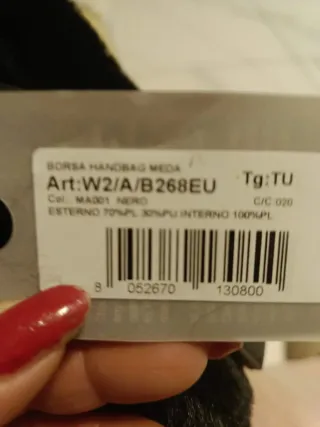 BORSA HANDBAG MEDA
Art:W2/A/B268EU Tg:TU
Col.: MA001 NERO C/C:020
ESTERNO 70%PL 30%PU INTERNO 100%PL
8 052670 130800